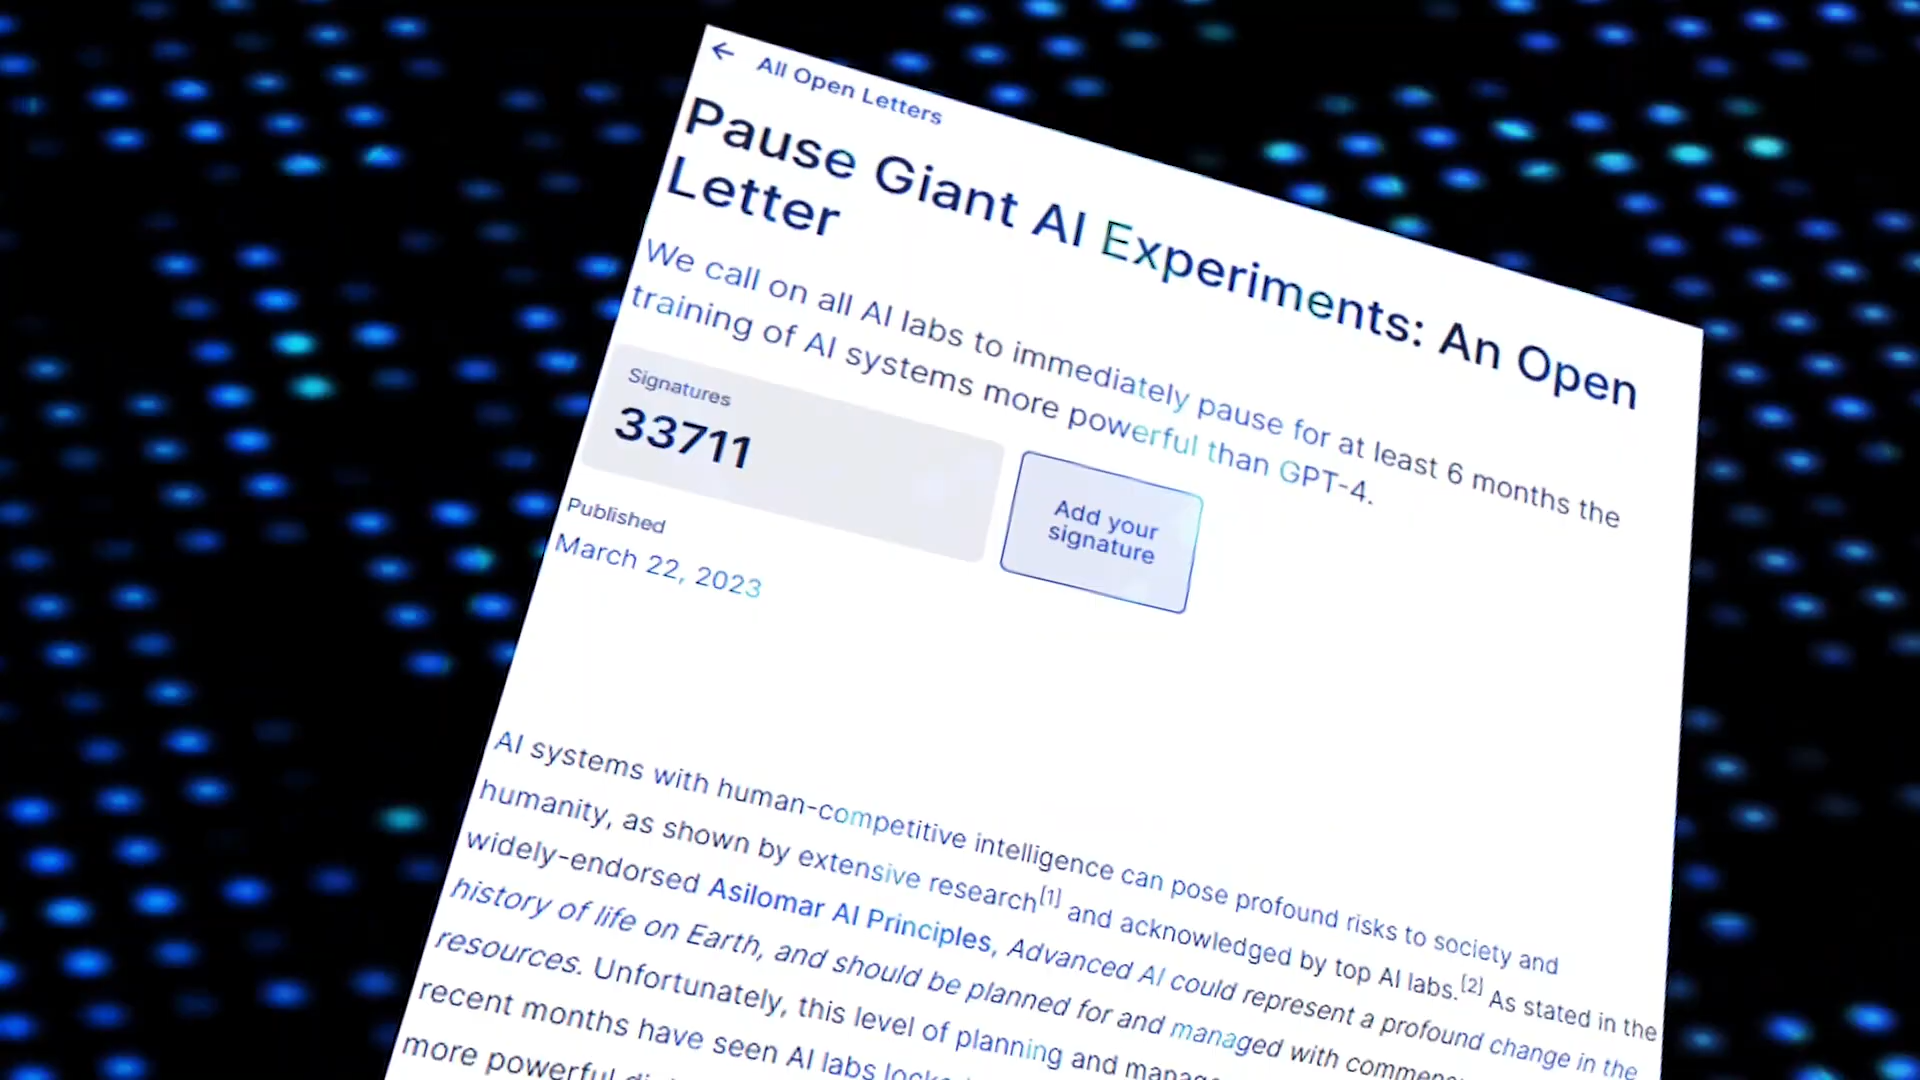 ← All Open Letters
Pause Giant AI Experiments: An Open
Letter
We call on all AI labs to immediately pause for at least 6 months the
training of AI systems more powerful than GPT-4.
Signatures
33711
Add your
signature
Published
March 22, 2023
AI systems with human-competitive intelligence can pose profound risks to society and
humanity, as shown by extensive research[1] and acknowledged by top AI labs.[2] As stated in the
widely-endorsed Asilomar AI Principles, Advanced AI could represent a profound change in the
history of life on Earth, and should be planned for and managed with
resources. Unfortunately, this level of planning and
recent months have seen AI labs
more powerful